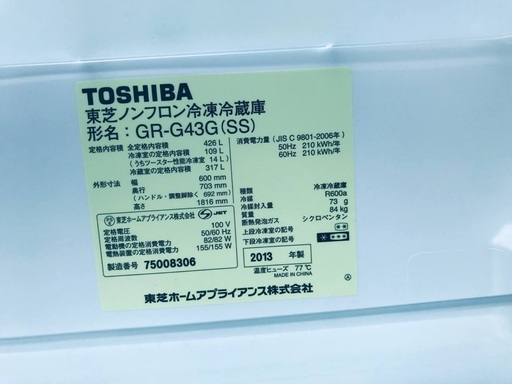 TOSHIBA
東芝ノンフロン冷凍冷蔵庫
形名：GR-G43G(SS)
定格内容積 全定格内容積 426 L
冷凍室の定格内容積 109 L
(うちツースター性能冷凍室 14 L)
冷蔵室の定格内容積 317 L
外形寸法 幅 600 mm
奥行 703 mm
(ハンドル・調整脚除く 692 mm)
高さ 1816 mm
東芝ホームアプライアンス株式会社 JET
定格電圧 100 V
定格周波数 50/60 Hz
電動機の定格消費電力 82/82 W
電熱装置の定格消費電力 155/155 W
製造番号 75008306
消費電力量 (JIS C 9801-2006年)
50Hz 210 kWh/年
60Hz 210 kWh/年
種類 冷凍冷蔵庫
冷媒 R600a
冷媒封入量 73 g
質量 84 kg
断熱発泡ガス シクロペンタン
上段冷凍室の記号
下段冷凍室の記号
2013 年製
温度ヒューズ 77℃
MADE IN CHINA
東芝ホームアプライアンス株式会社